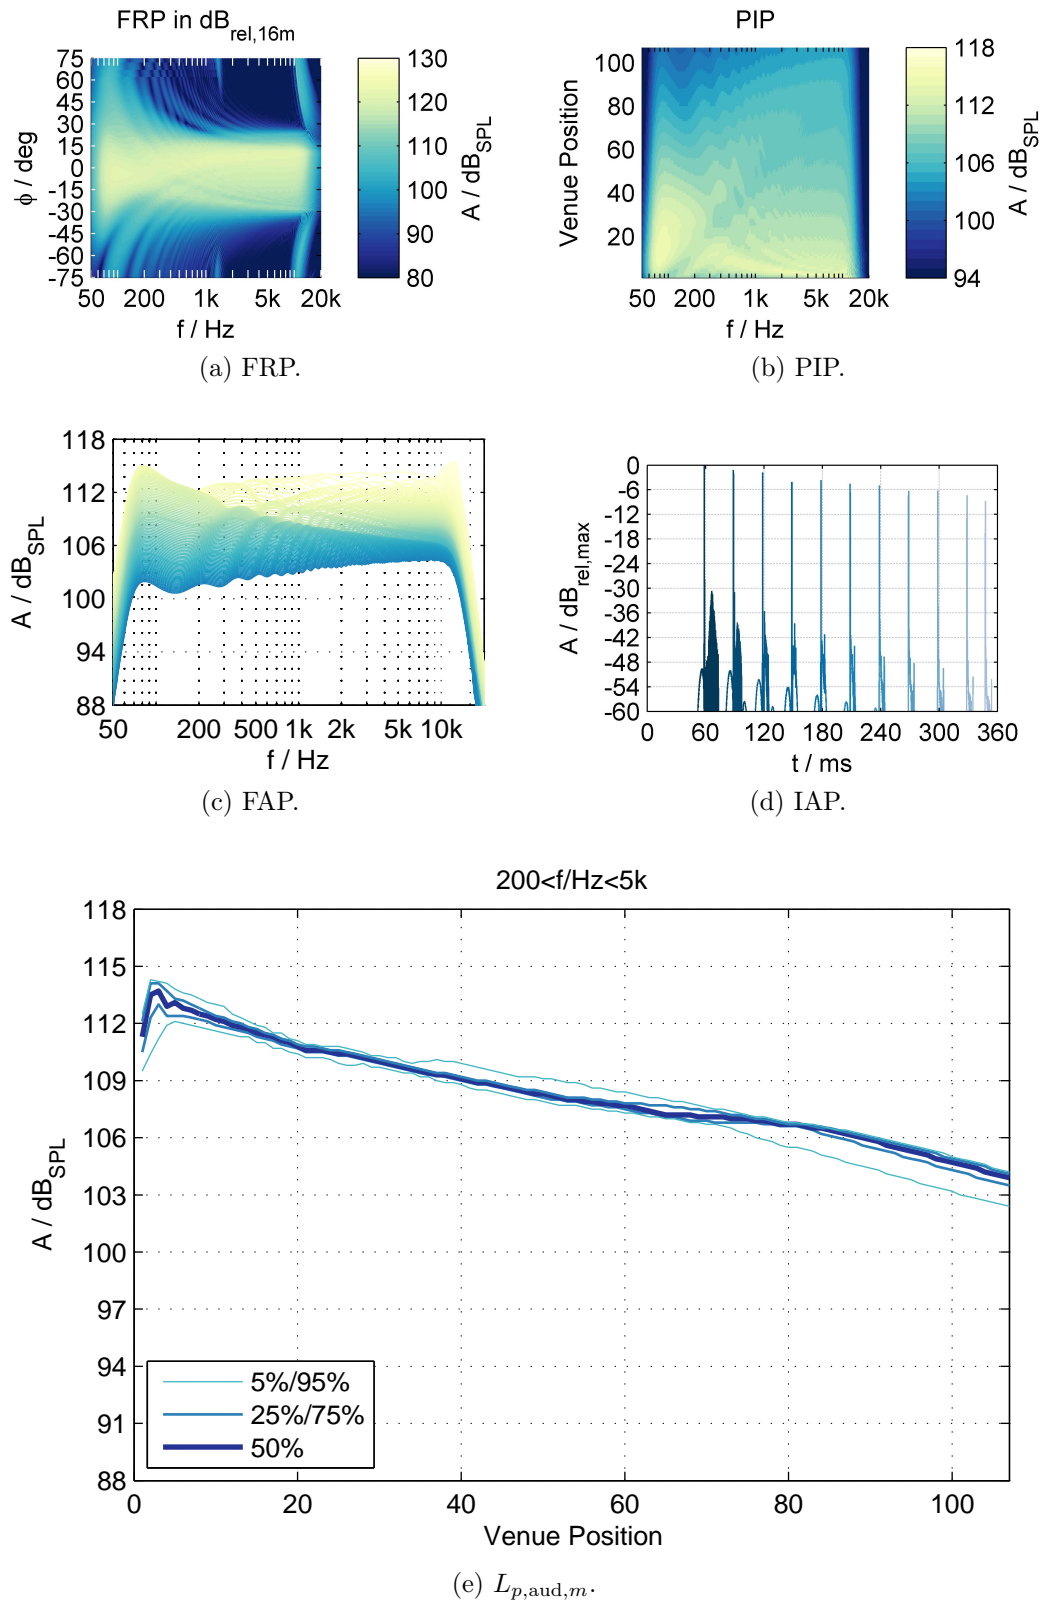 FRP in dB_rel,16m
75
60
45
30
15
0
-15
-30
-45
-60
-75
ϕ / deg
50 200 1k 5k 20k
f / Hz
130
120
110
100
90
80
A / dB_SPL
(a) FRP.
PIP
100
80
60
40
20
Venue Position
50 200 1k 5k 20k
f / Hz
118
112
106
100
94
A / dB_SPL
(b) PIP.
118
112
106
100
94
88
A / dB_SPL
50 200 500 1k 2k 5k 10k
f / Hz
(c) FAP.
0
-6
-12
-18
-24
-30
-36
-42
-48
-54
-60
A / dB_rel,max
0 60 120 180 240 300 360
t / ms
(d) IAP.
200<f/Hz<5k
118
115
112
109
106
103
100
97
94
91
88
A / dB_SPL
5%/95%
25%/75%
50%
0 20 40 60 80 100
Venue Position
(e) L_p,aud,m.